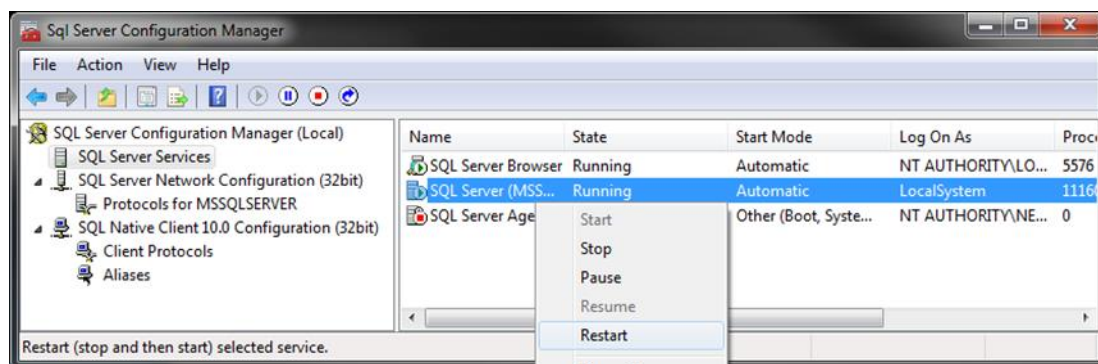 Sql Server Configuration Manager
File Action View Help
SQL Server Configuration Manager (Local)
SQL Server Services
SQL Server Network Configuration (32bit)
Protocols for MSSQLSERVER
SQL Native Client 10.0 Configuration (32bit)
Client Protocols
Aliases
Name State Start Mode Log On As Proc
SQL Server Browser Running Automatic NT AUTHORITY\LO... 5576
SQL Server (MSS... Running Automatic LocalSystem 11160
SQL Server Age Other (Boot, Syste... NT AUTHORITY\NE... 0
Start
Stop
Pause
Resume
Restart
Restart (stop and then start) selected service.